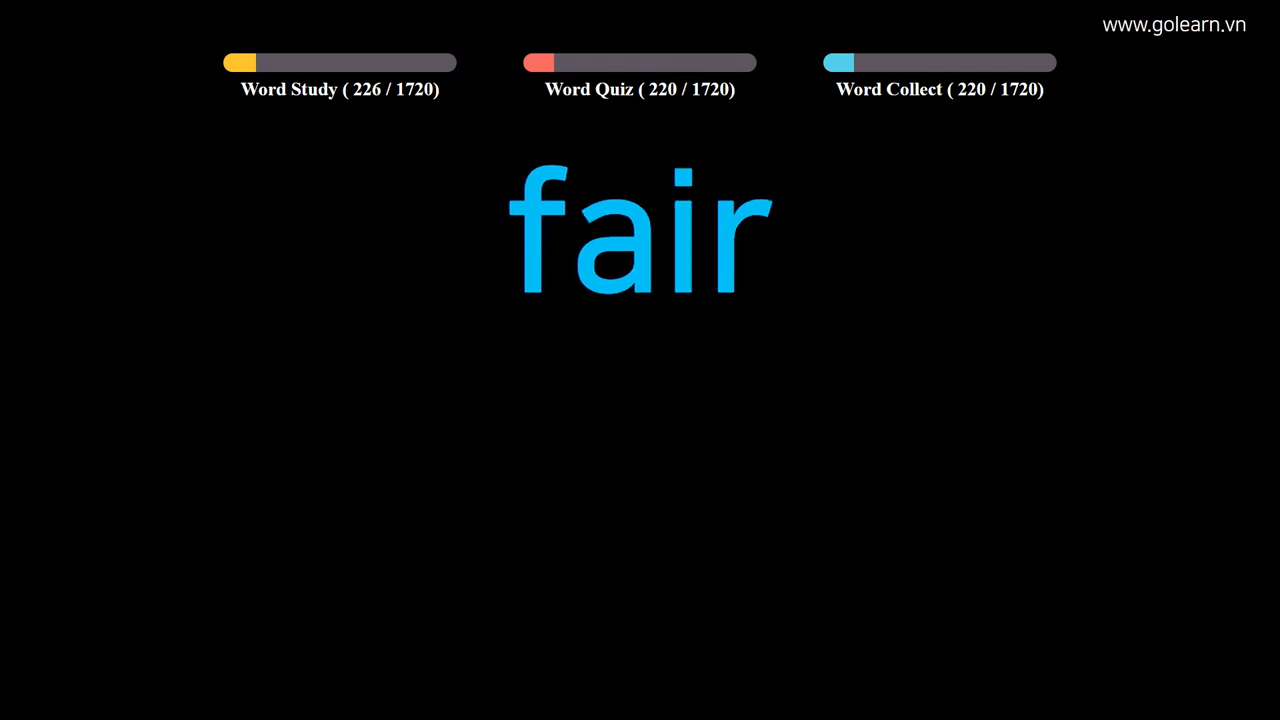 www.golearn.vn
Word Study ( 226 / 1720)
Word Quiz ( 220 / 1720)
Word Collect ( 220 / 1720)
fair